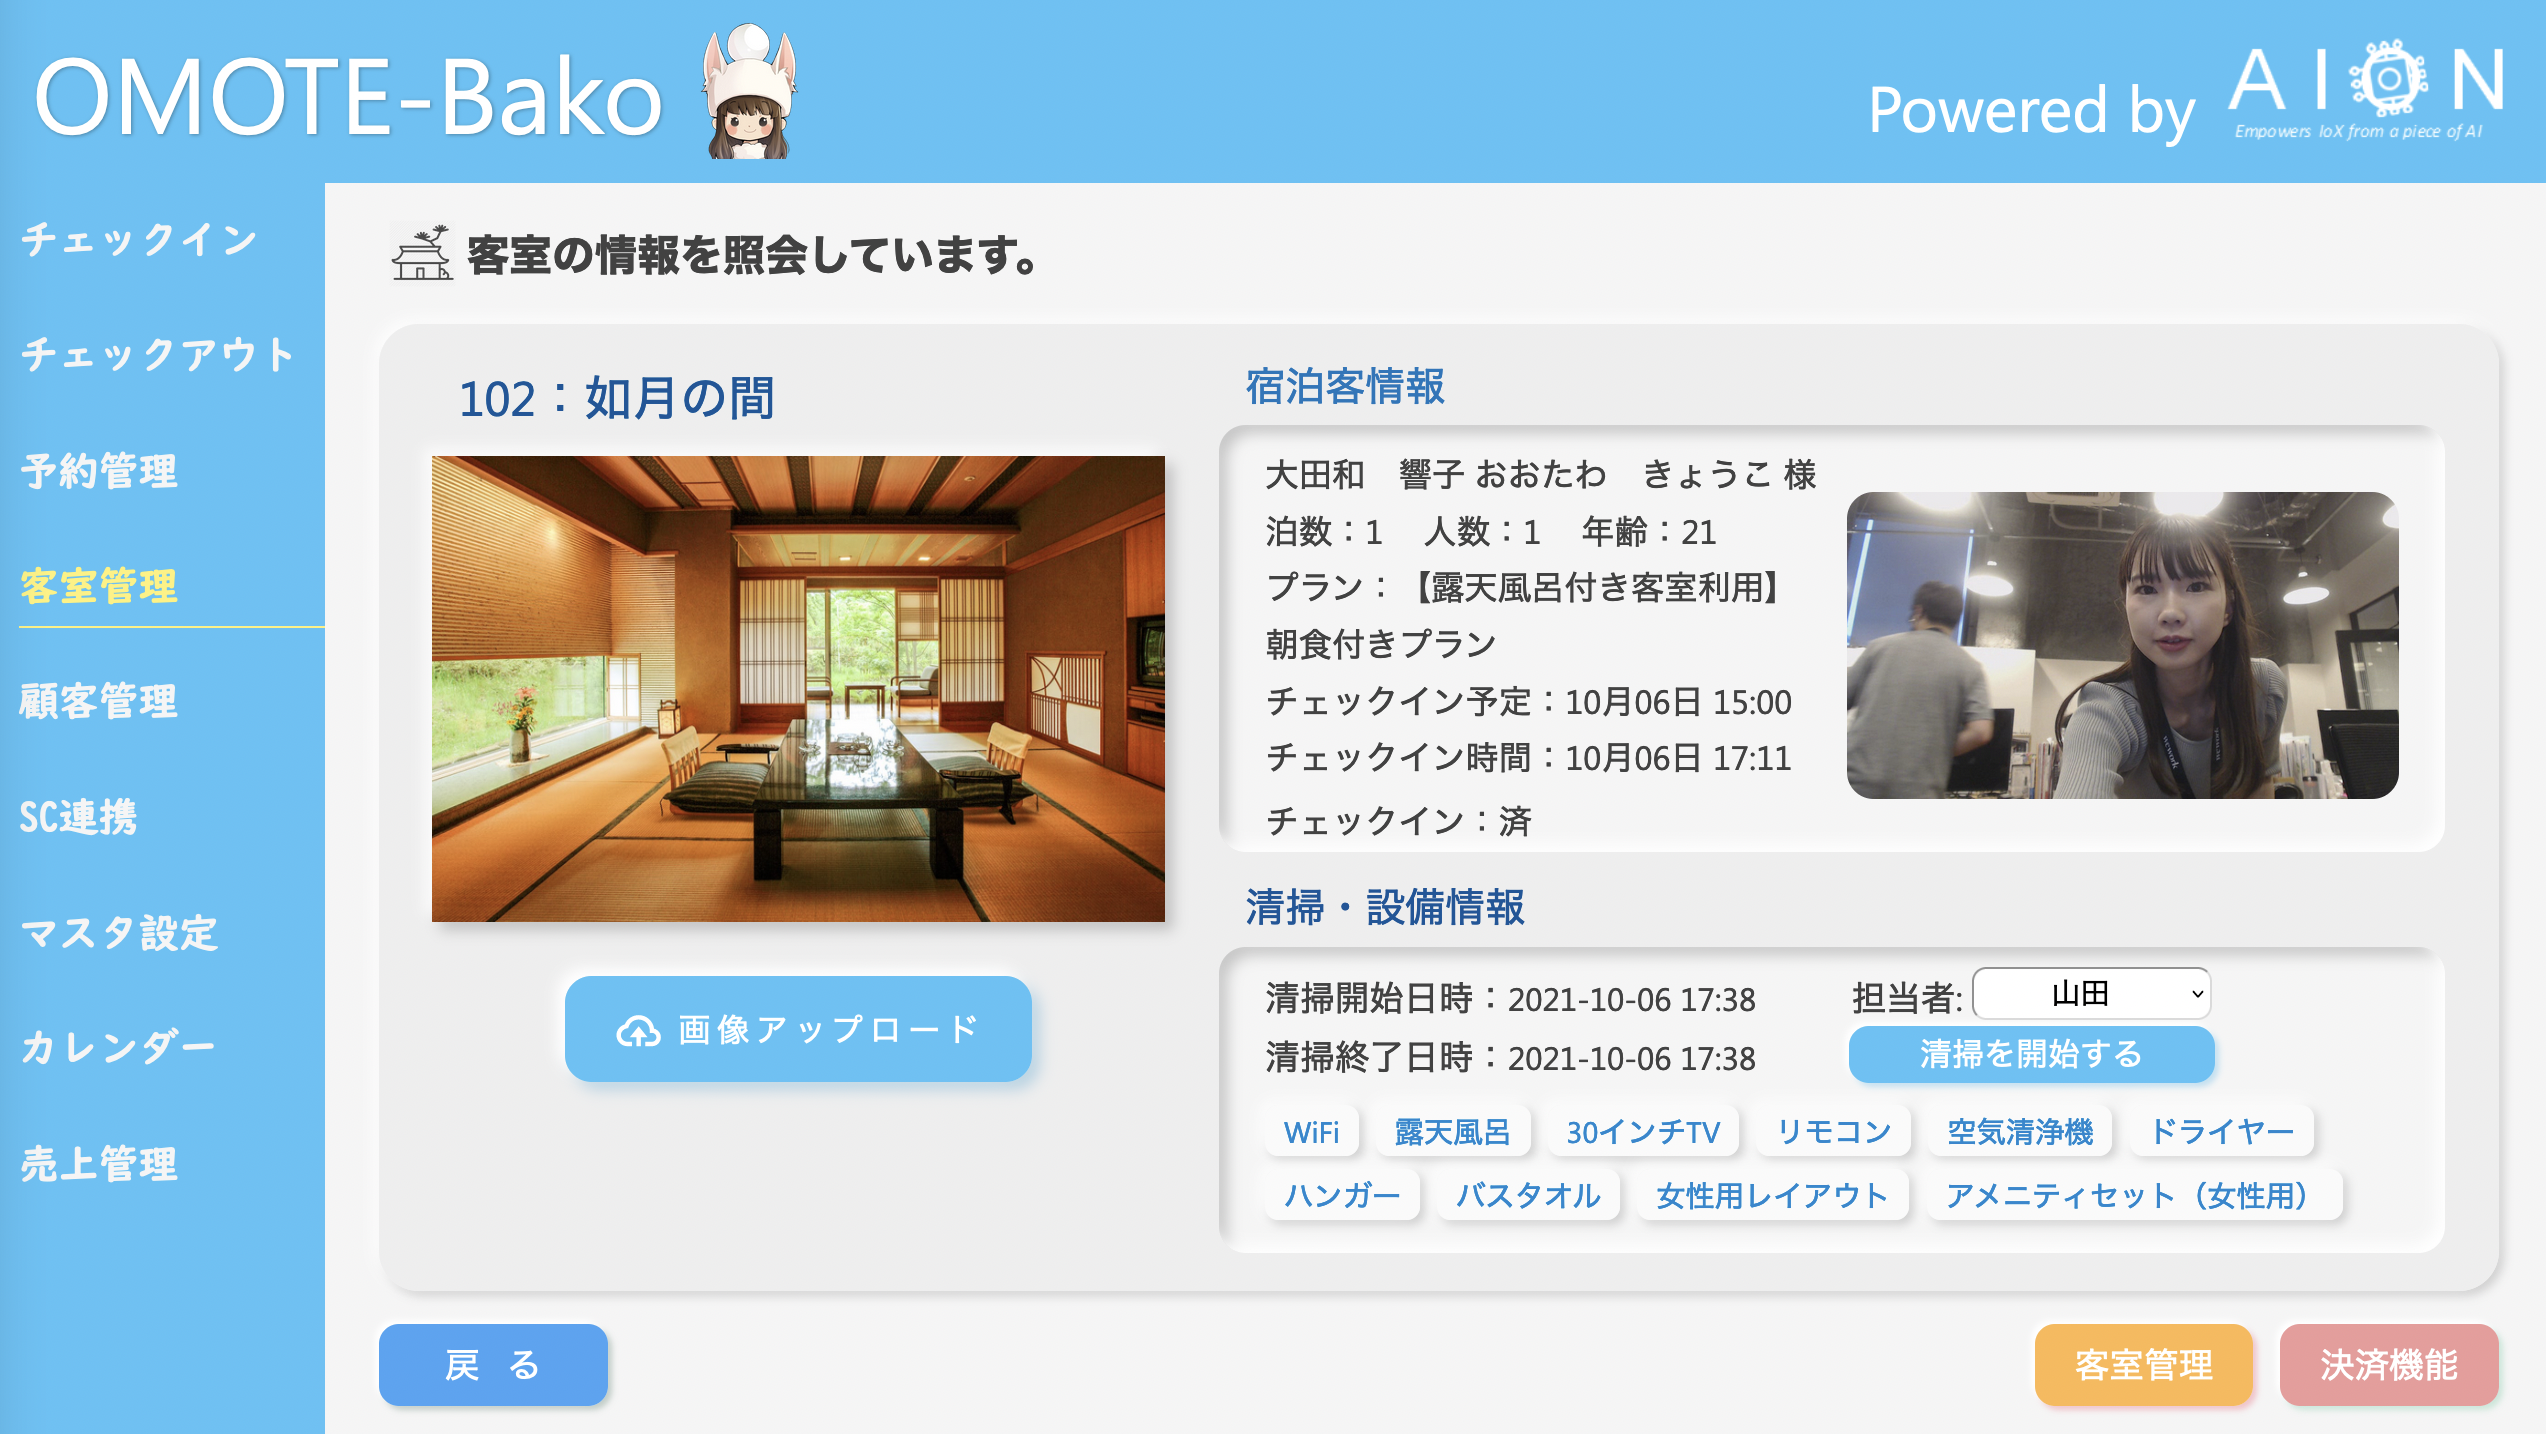 OMOTE-Bako
Powered by AION
Empowers IoX from a piece of AI
チェックイン
チェックアウト
予約管理
客室管理
顧客管理
SC連携
マスタ設定
カレンダー
売上管理
客室の情報を照会しています。
102：如月の間
画像アップロード
宿泊客情報
大田和　響子 おおたわ　きょうこ 様
泊数：1　人数：1　年齢：21
プラン：【露天風呂付き客室利用】
朝食付きプラン
チェックイン予定：10月06日 15:00
チェックイン時間：10月06日 17:11
チェックイン：済
wework
wework
清掃・設備情報
清掃開始日時：2021-10-06 17:38
担当者: 山田
清掃終了日時：2021-10-06 17:38
清掃を開始する
WiFi 露天風呂 30インチTV リモコン 空気清浄機 ドライヤー
ハンガー バスタオル 女性用レイアウト アメニティセット（女性用）
戻 る
客室管理
決済機能